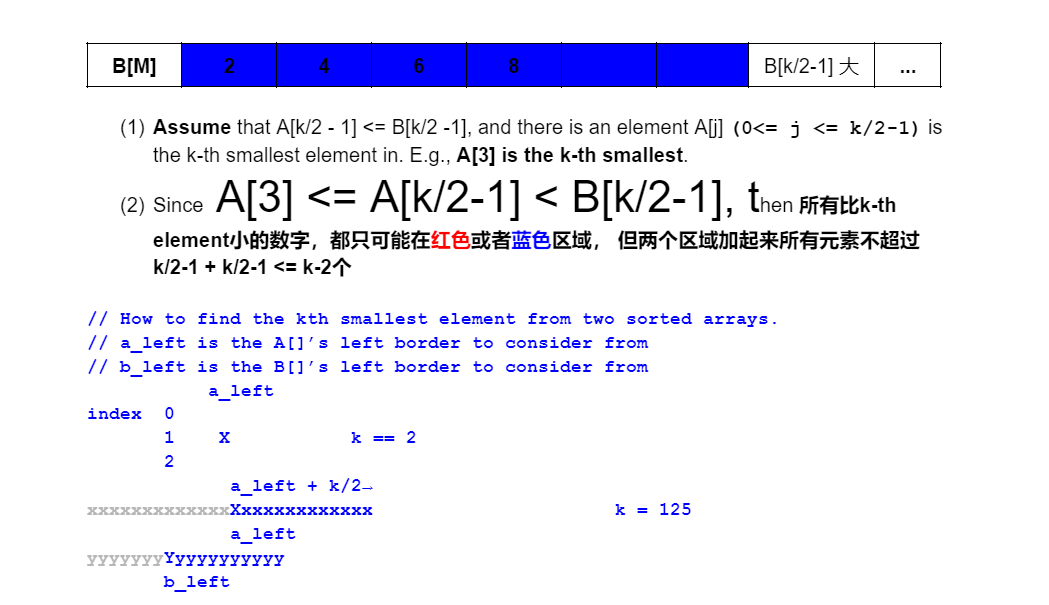 B[M] 2 4 6 8 B[k/2-1] 大 ...
(1) Assume that A[k/2 - 1] <= B[k/2 -1], and there is an element A[j] (0<= j <= k/2-1) is
the k-th smallest element in. E.g., A[3] is the k-th smallest.
(2) Since A[3] <= A[k/2-1] < B[k/2-1], then 所有比k-th
element小的数字，都只可能在红色或者蓝色区域， 但两个区域加起来所有元素不超过
k/2-1 + k/2-1 <= k-2个
// How to find the kth smallest element from two sorted arrays.
// a_left is the A[]’s left border to consider from
// b_left is the B[]’s left border to consider from
a_left
index 0
1 X k == 2
2
a_left + k/2→
xxxxxxxxxxxxxXxxxxxxxxxxxx k = 125
a_left
yyyyyyyYyyyyyyyyyy
b_left